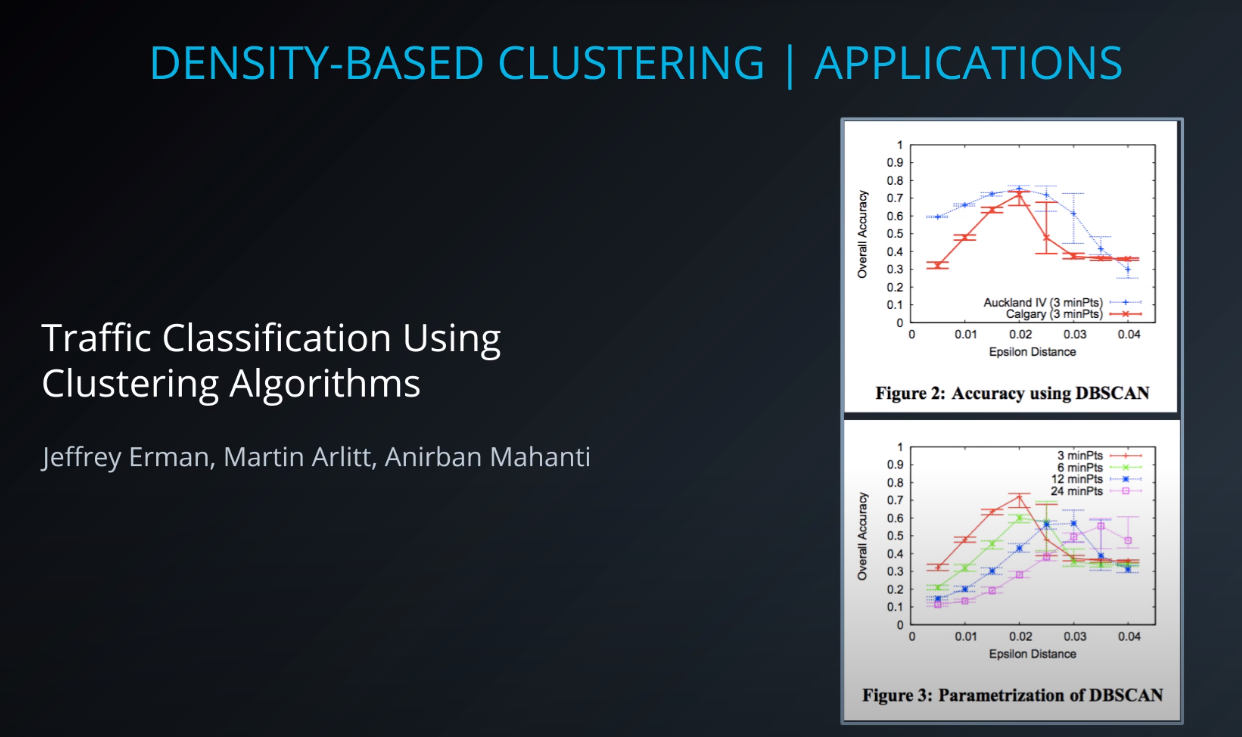 DENSITY-BASED CLUSTERING | APPLICATIONS
Traffic Classification Using
Clustering Algorithms
Jeffrey Erman, Martin Arlitt, Anirban Mahanti
1
0.9
0.8
0.7
0.6
0.5
0.4
0.3
0.2
0.1
0
Overall Accuracy
Auckland IV (3 minPts)
Calgary (3 minPts)
0 0.01 0.02 0.03 0.04
Epsilon Distance
Figure 2: Accuracy using DBSCAN
1
0.9
0.8
0.7
0.6
0.5
0.4
0.3
0.2
0.1
0
Overall Accuracy
3 minPts
6 minPts
12 minPts
24 minPts
0 0.01 0.02 0.03 0.04
Epsilon Distance
Figure 3: Parametrization of DBSCAN